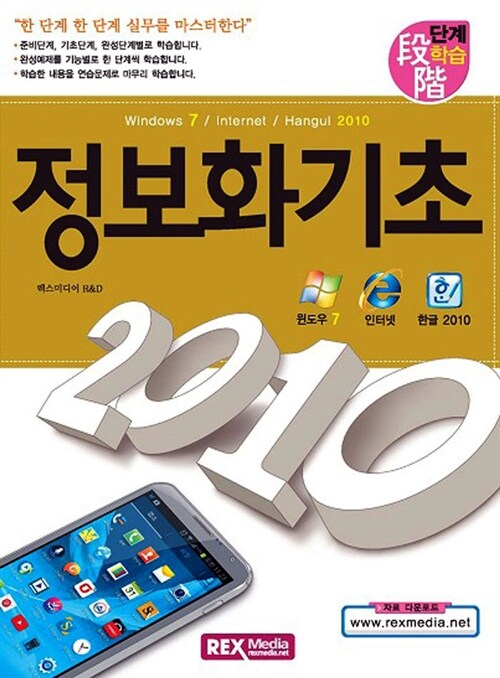 “한 단계 한 단계 실무를 마스터한다”
• 준비단계, 기초단계, 완성단계별로 학습합니다.
• 완성예제를 기능별로 한 단계씩 학습합니다.
• 학습한 내용을 연습문제로 마무리 학습합니다.
段階
단계
학습
Windows 7 / Internet / Hangul 2010
정보화기초
렉스미디어 R&D
윈도우 7
인터넷
한글 2010
2010
자료 다운로드
www.rexmedia.net
REX Media
rexmedia.net